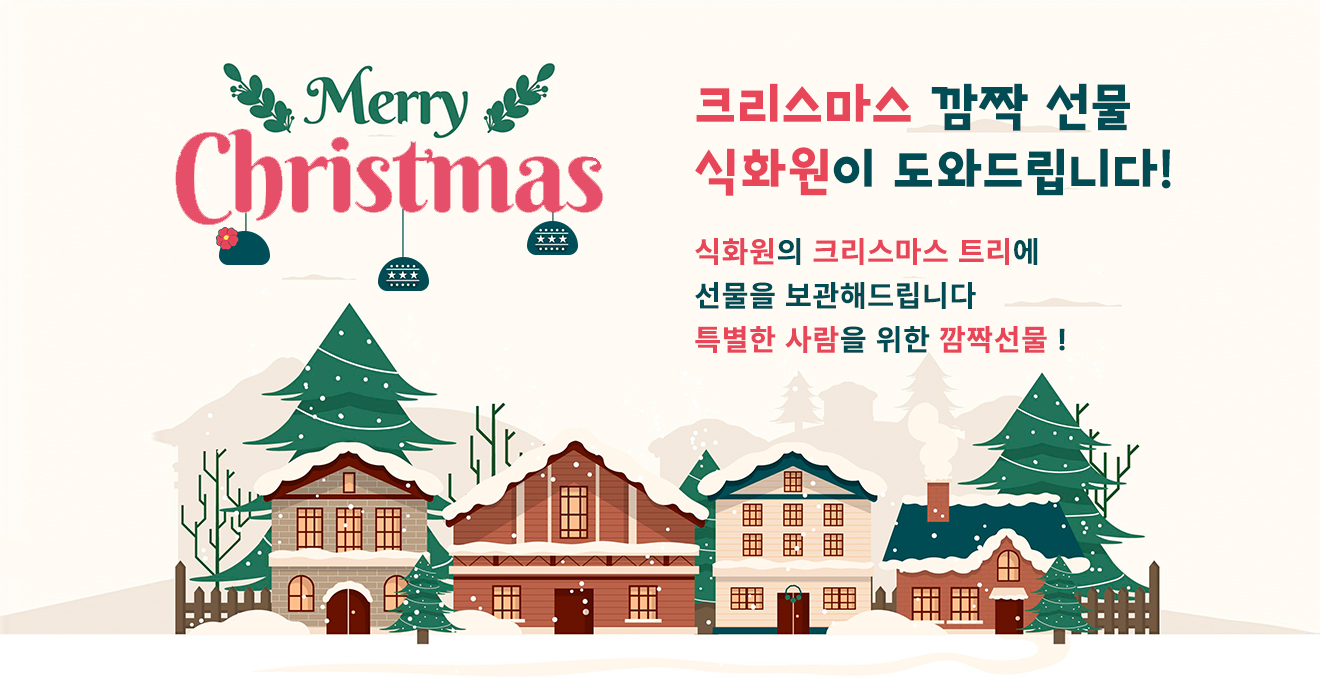 Merry
Christmas
크리스마스 깜짝 선물
식화원이 도와드립니다!
식화원의 크리스마스 트리에
선물을 보관해드립니다
특별한 사람을 위한 깜짝선물 !